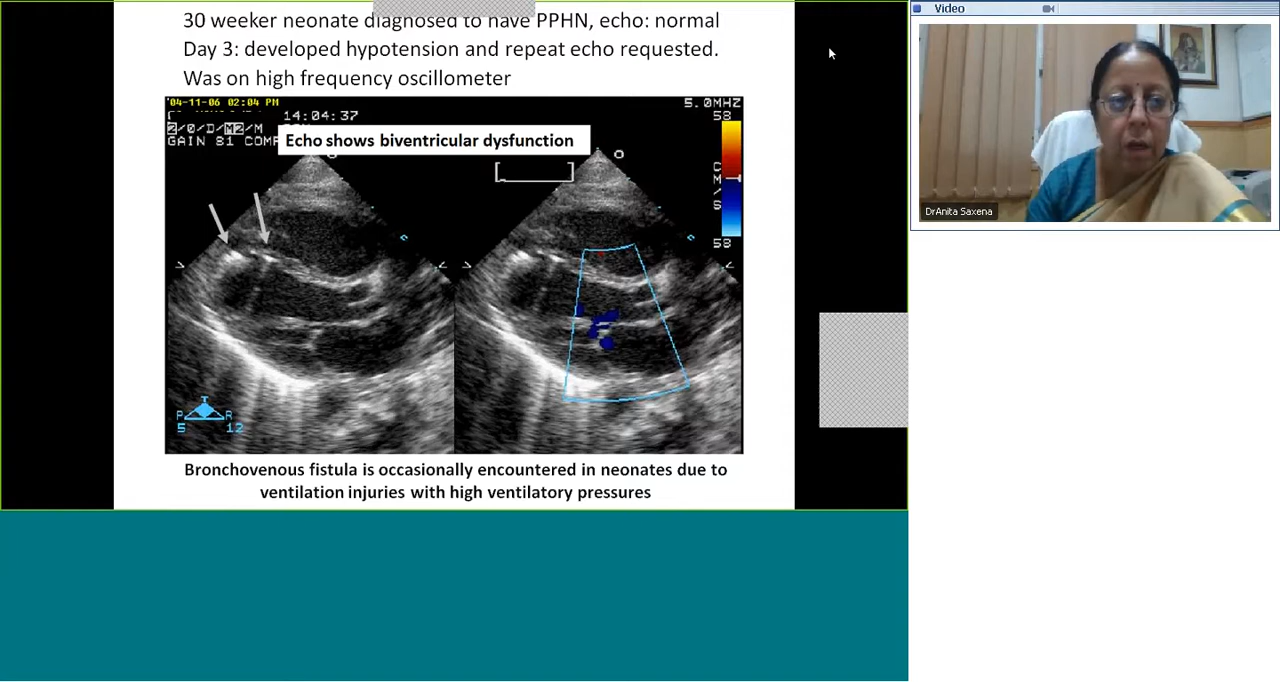 30 weeker neonate diagnosed to have PPHN, echo: normal
Day 3: developed hypotension and repeat echo requested.
Was on high frequency oscillometer
'04-11-06 02:04 PM
14:04:37
2/0/D/M2/M
GAIN 81 COMP
Echo shows biventricular dysfunction
5.0MHZ
58
C
M
/
S
58
T
P R
5 12
Bronchovenous fistula is occasionally encountered in neonates due to
ventilation injuries with high ventilatory pressures
Video
DrAnita Saxena